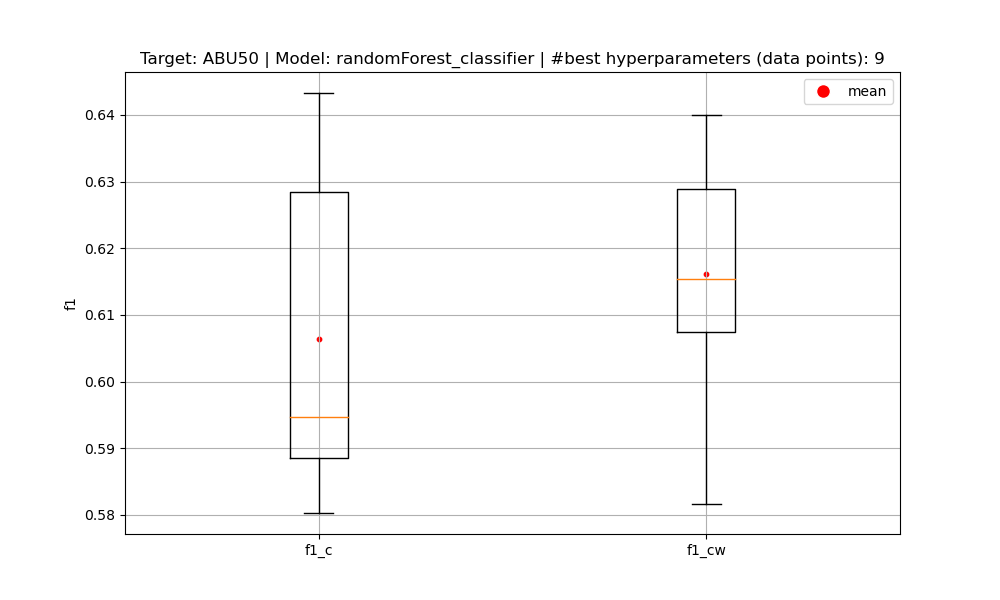 Target: ABU50 | Model: randomForest_classifier | #best hyperparameters (data points): 9
mean
0.64
0.63
0.62
0.61
0.60
0.59
0.58
f1
f1_c
f1_cw